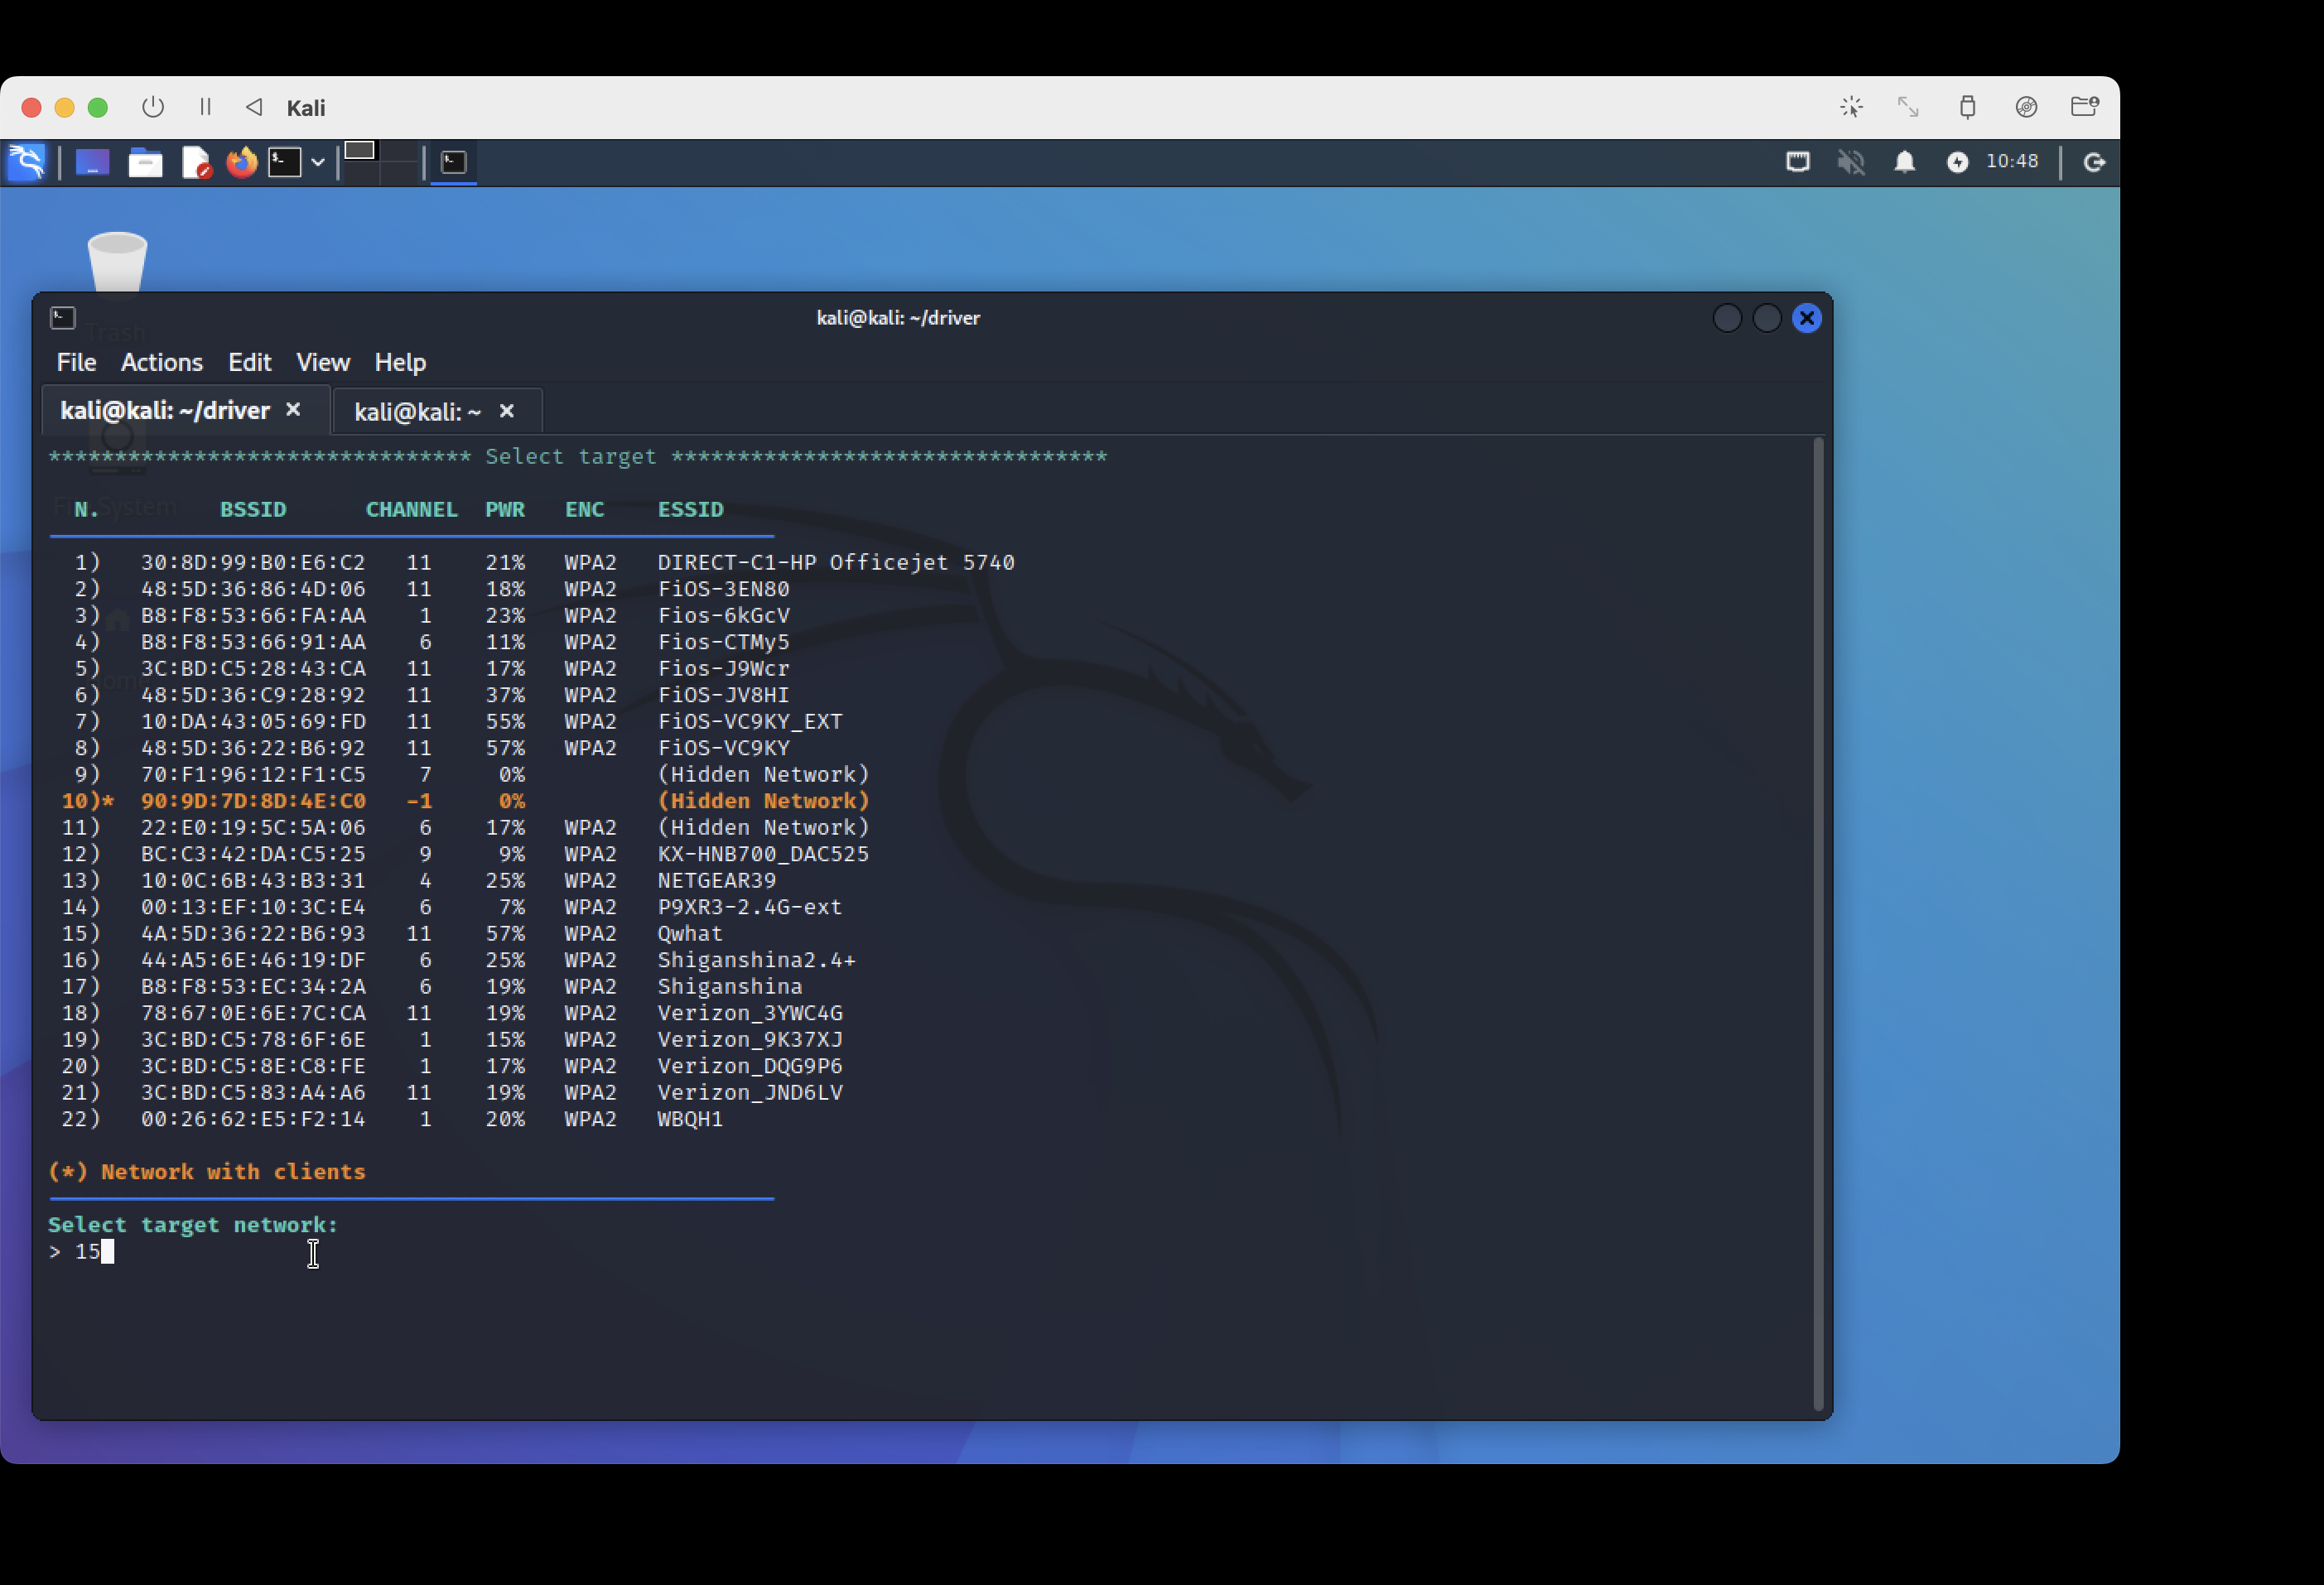 Kali
10:48
Trash
kali@kali: ~/driver
File Actions Edit View Help
kali@kali: ~/driver × kali@kali: ~ ×
******************************** Select target *********************************
File System
N. BSSID CHANNEL PWR ENC ESSID
1) 30:8D:99:B0:E6:C2 11 21% WPA2 DIRECT-C1-HP Officejet 5740
2) 48:5D:36:86:4D:06 11 18% WPA2 FiOS-3EN80
3) B8:F8:53:66:FA:AA 1 23% WPA2 Fios-6kGcV
4) B8:F8:53:66:91:AA 6 11% WPA2 Fios-CTMy5
5) 3C:BD:C5:28:43:CA 11 17% WPA2 Fios-J9Wcr
Home
6) 48:5D:36:C9:28:92 11 37% WPA2 FiOS-JV8HI
7) 10:DA:43:05:69:FD 11 55% WPA2 FiOS-VC9KY_EXT
8) 48:5D:36:22:B6:92 11 57% WPA2 FiOS-VC9KY
9) 70:F1:96:12:F1:C5 7 0% (Hidden Network)
10)* 90:9D:7D:8D:4E:C0 -1 0% (Hidden Network)
11) 22:E0:19:5C:5A:06 6 17% WPA2 (Hidden Network)
12) BC:C3:42:DA:C5:25 9 9% WPA2 KX-HNB700_DAC525
13) 10:0C:6B:43:B3:31 4 25% WPA2 NETGEAR39
14) 00:13:EF:10:3C:E4 6 7% WPA2 P9XR3-2.4G-ext
15) 4A:5D:36:22:B6:93 11 57% WPA2 Qwhat
16) 44:A5:6E:46:19:DF 6 25% WPA2 Shiganshina2.4+
17) B8:F8:53:EC:34:2A 6 19% WPA2 Shiganshina
18) 78:67:0E:6E:7C:CA 11 19% WPA2 Verizon_3YWC4G
19) 3C:BD:C5:78:6F:6E 1 15% WPA2 Verizon_9K37XJ
20) 3C:BD:C5:8E:C8:FE 1 17% WPA2 Verizon_DQG9P6
21) 3C:BD:C5:83:A4:A6 11 19% WPA2 Verizon_JND6LV
22) 00:26:62:E5:F2:14 1 20% WPA2 WBQH1
(*) Network with clients
Select target network:
> 15